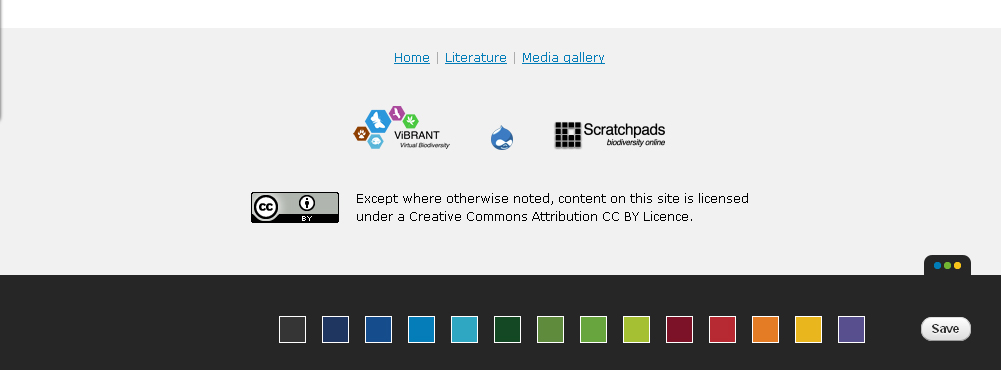 Home | Literature | Media gallery
ViBRANT
Virtual Biodiversity
Scratchpads
biodiversity online
cc
BY
Except where otherwise noted, content on this site is licensed
under a Creative Commons Attribution CC BY Licence.
Save